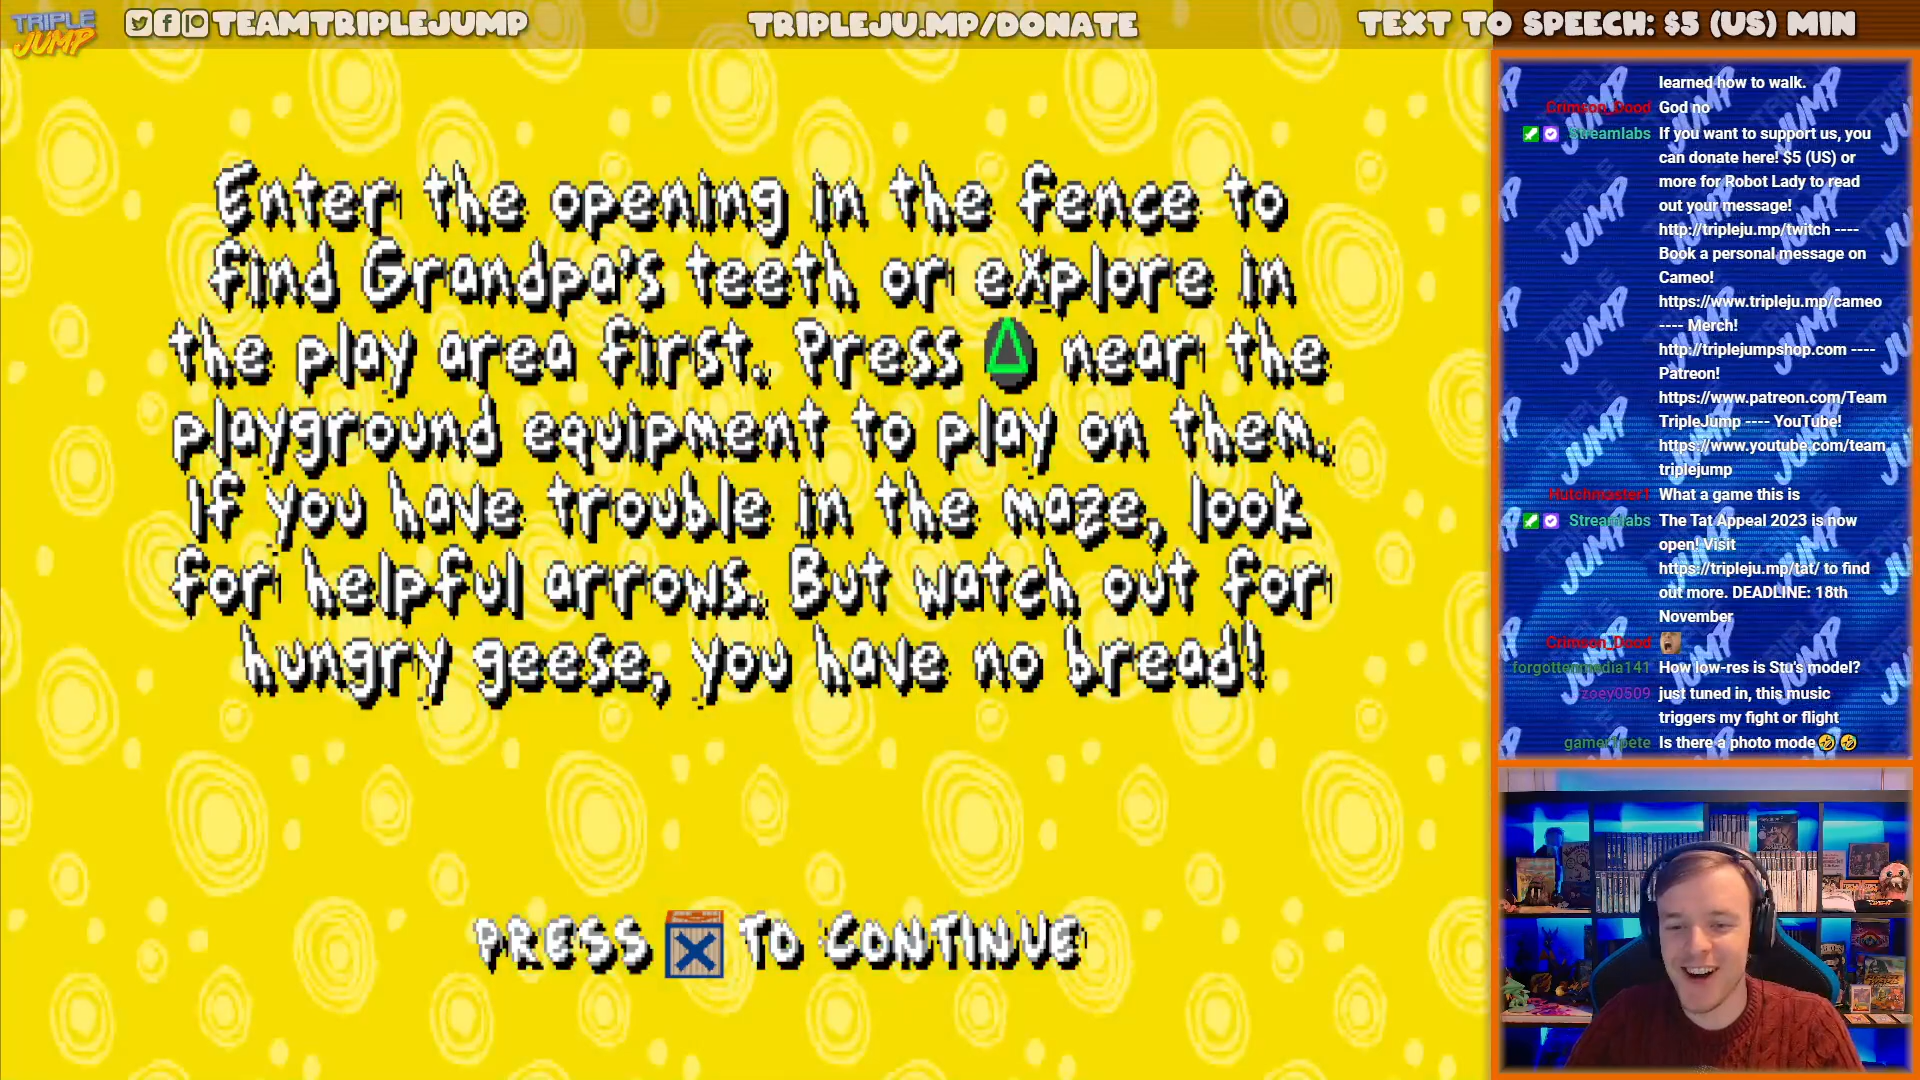 TRIPLE JUMP
TEAMTRIPLEJUMP
TRIPLEJU.MP/DONATE
TEXT TO SPEECH: $5 (US) MIN
Enter the opening in the fence to
find Grandpa's teeth or explore in
the play area first. Press △ near the
playground equipment to play on them.
If you have trouble in the maze, look
for helpful arrows. But watch out for
hungry geese, you have no bread!
PRESS X TO CONTINUE
learned how to walk.
Crimson_Dood God no
Streamlabs If you want to support us, you
can donate here! $5 (US) or
more for Robot Lady to read
out your message!
http://tripleju.mp/twitch ----
Book a personal message on
Cameo!
https://www.tripleju.mp/cameo
---- Merch!
http://triplejumpshop.com ----
Patreon!
https://www.patreon.com/Team
TripleJump ---- YouTube!
https://www.youtube.com/team
triplejump
Hutchmaster1 What a game this is
Streamlabs The Tat Appeal 2023 is now
open! Visit
https://tripleju.mp/tat/ to find
out more. DEADLINE: 18th
November
Crimson_Dood
forgottenmedia141 How low-res is Stu's model?
zoey0509 just tuned in, this music
triggers my fight or flight
gamer1pete Is there a photo mode🤣🤣